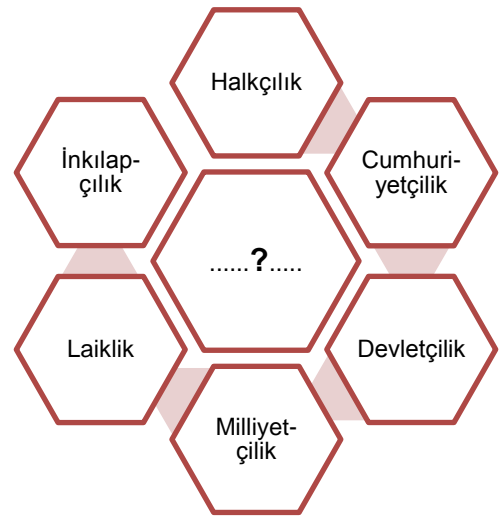 Halkçılık
İnkılap-
çılık
Cumhuri-
yetçilik
......?.....
Laiklik
Devletçilik
Milliyet-
çilik